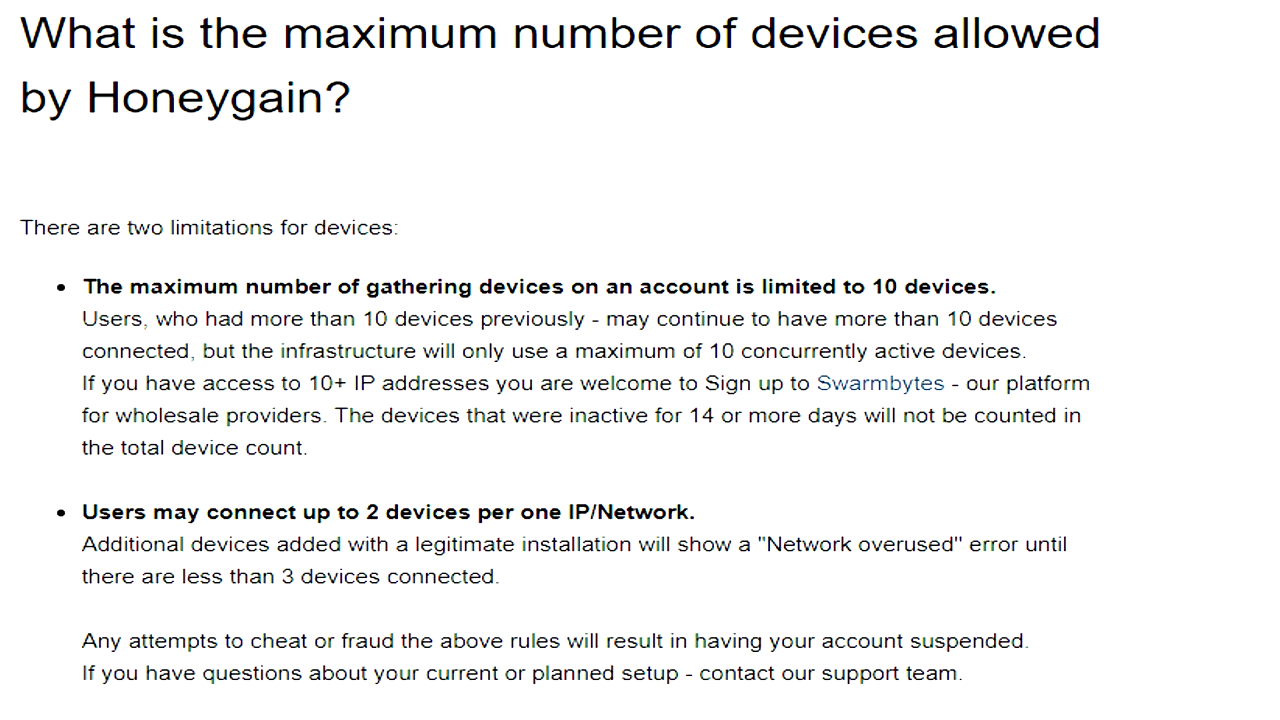 What is the maximum number of devices allowed
by Honeygain?
There are two limitations for devices:
• The maximum number of gathering devices on an account is limited to 10 devices.
Users, who had more than 10 devices previously - may continue to have more than 10 devices
connected, but the infrastructure will only use a maximum of 10 concurrently active devices.
If you have access to 10+ IP addresses you are welcome to Sign up to Swarmbytes - our platform
for wholesale providers. The devices that were inactive for 14 or more days will not be counted in
the total device count.
• Users may connect up to 2 devices per one IP/Network.
Additional devices added with a legitimate installation will show a "Network overused" error until
there are less than 3 devices connected.
Any attempts to cheat or fraud the above rules will result in having your account suspended.
If you have questions about your current or planned setup - contact our support team.